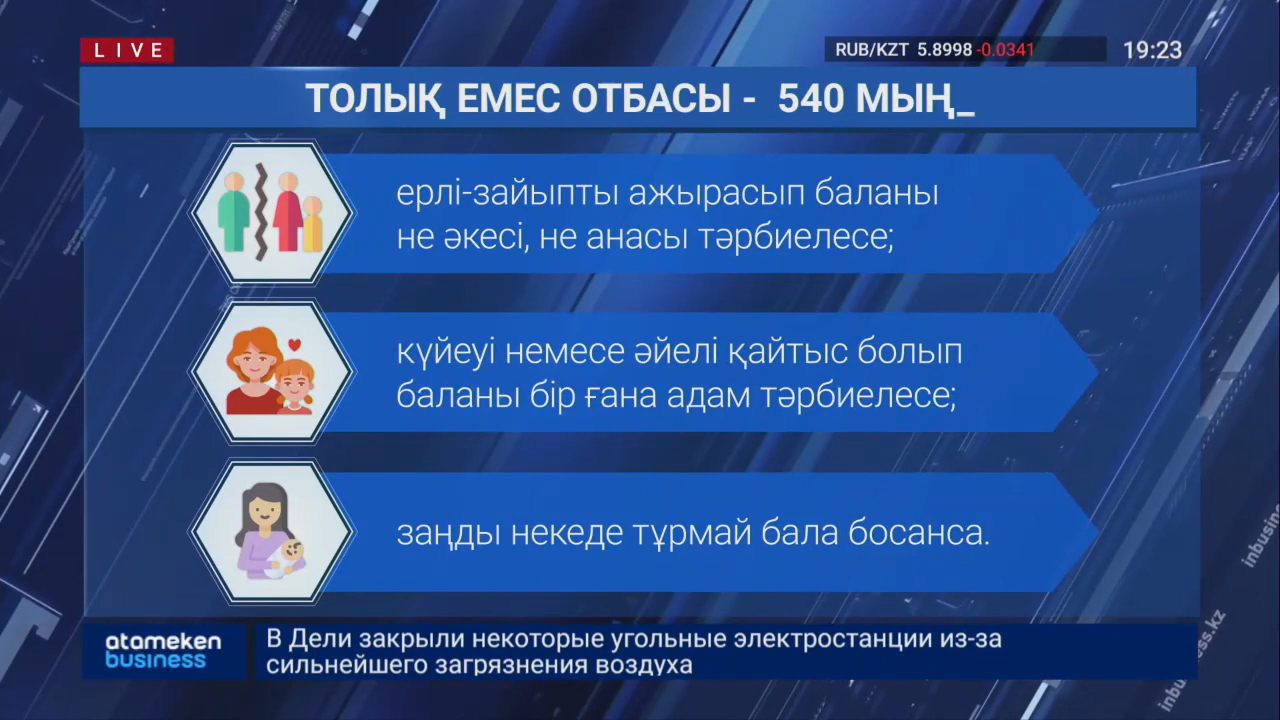 LIVE
RUB/KZT 5.8998 -0.0341
19:23
ТОЛЫҚ ЕМЕС ОТБАСЫ - 540 МЫҢ_
ерлі-зайыпты ажырасып баланы
не әкесі, не анасы тәрбиелесе;
күйеуі немесе әйелі қайтыс болып
баланы бір ғана адам тәрбиелесе;
заңды некеде тұрмай бала босанса.
atameken
business
В Дели закрыли некоторые угольные электростанции из-за
сильнейшего загрязнения воздуха